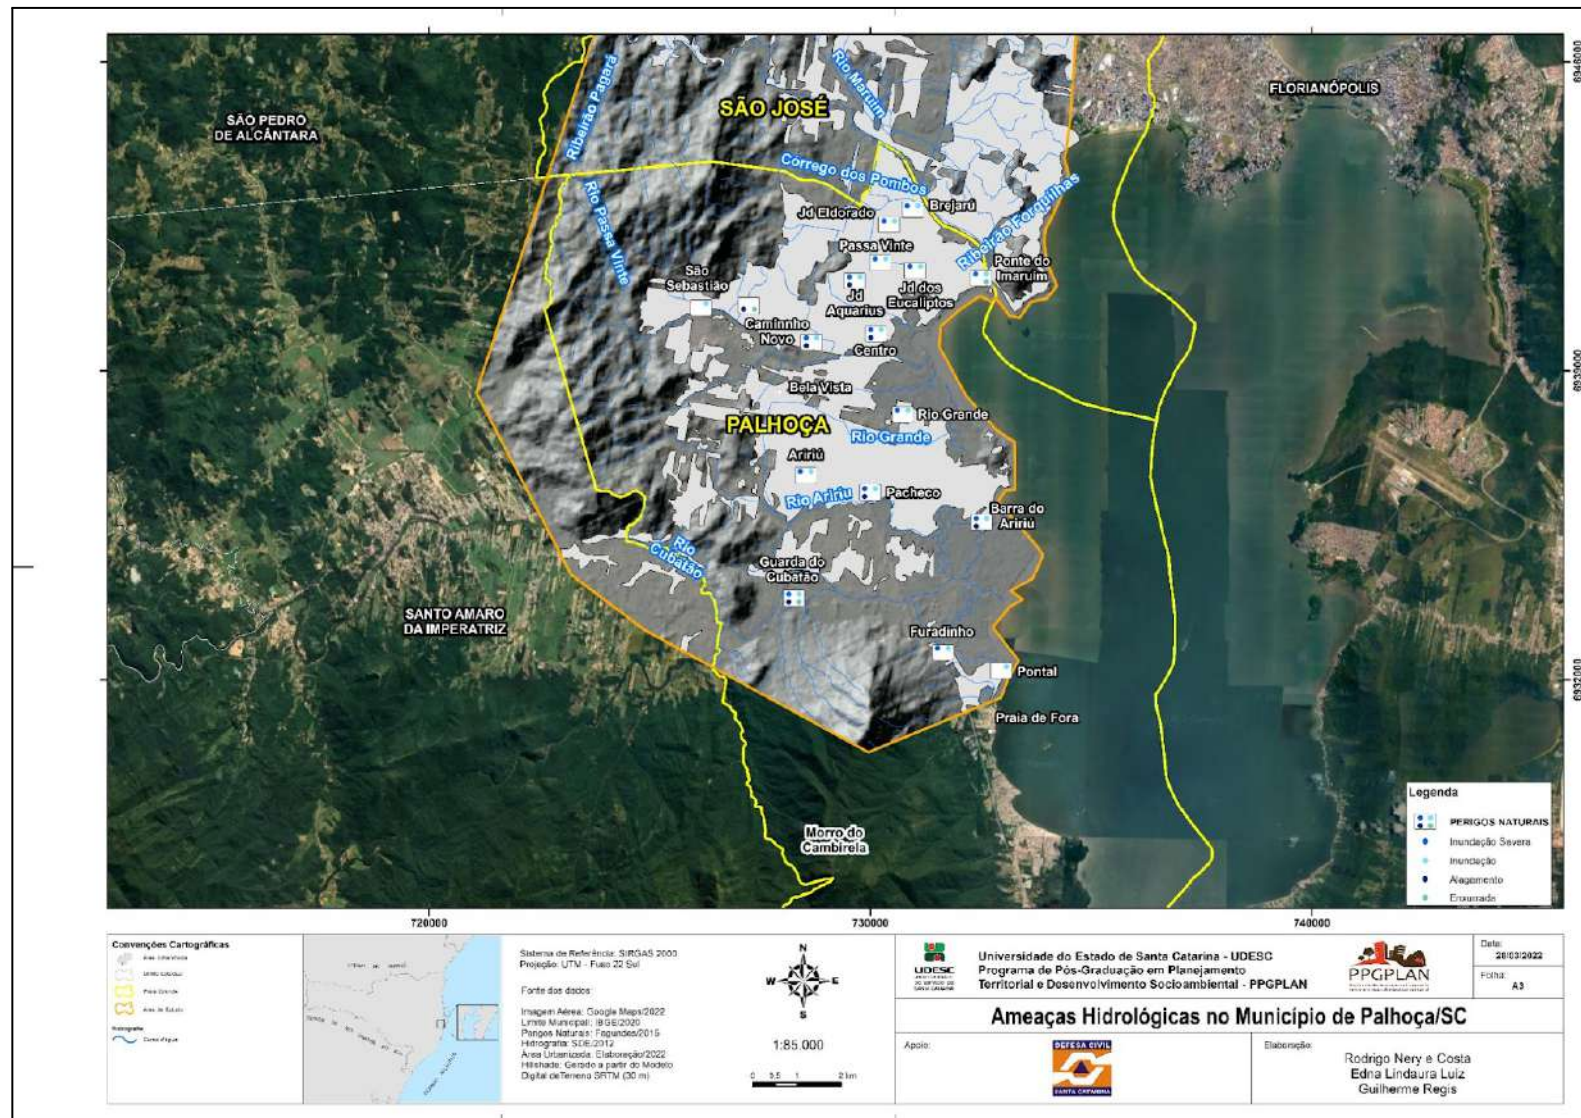 SÃO PEDRO
DE ALCÂNTARA
Ribeirão Pagará
SÃO JOSÉ
Rio Maruim
FLORIANÓPOLIS
6946000
Córrego dos Pombos
Rio Passa Vinte
Jd Eldorado
Brejarú
Ribeirão Forquilhas
Passa Vinte
Ponte do
Imaruim
São
Sebastião
Jd
Aquarius
Jd dos
Eucaliptos
Caminnho
Novo
Centro
6939000
Bela Vista
PALHOÇA
Rio Grande
Rio Grande
Aririú
Rio Aririu
Pacheco
Barra do
Aririú
Rio
Cubatão
Guarda do
Cubatão
SANTO AMARO
DA IMPERATRIZ
Furadinho
Pontal
6932000
Praia de Fora
Morro do
Cambirela
Legenda
PERIGOS NATURAIS
Inundação Severa
Inundação
Alagamento
Enxurrada
720000
730000
740000
Convenções Cartográficas
Área de Estudo
Hidrografia
Curso d'água
Sistema de Referência: SIRGAS 2000
Projeção: UTM - Fuso 22 Sul
Fonte dos dados:
Imagem Aérea: Google Maps/2022
Limite Municipal: IBGE/2020
Perigos Naturais: Fagundes/2015
Hidrografia: SDE/2012
Área Urbanizada: Elaboração/2022
Hillshade: Gerado a partir do Modelo
Digital de Terreno SRTM (30 m)
N
W
E
S
1:85.000
0 0,5 1 2 km
UDESC
Universidade do Estado de Santa Catarina - UDESC
Programa de Pós-Graduação em Planejamento
Territorial e Desenvolvimento Socioambiental - PPGPLAN
PPGPLAN
Data:
28/03/2022
Folha:
A3
Ameaças Hidrológicas no Município de Palhoça/SC
Apoio:
DEFESA CIVIL
SANTA CATARINA
Elaboração:
Rodrigo Nery e Costa
Edna Lindaura Luiz
Guilherme Regis